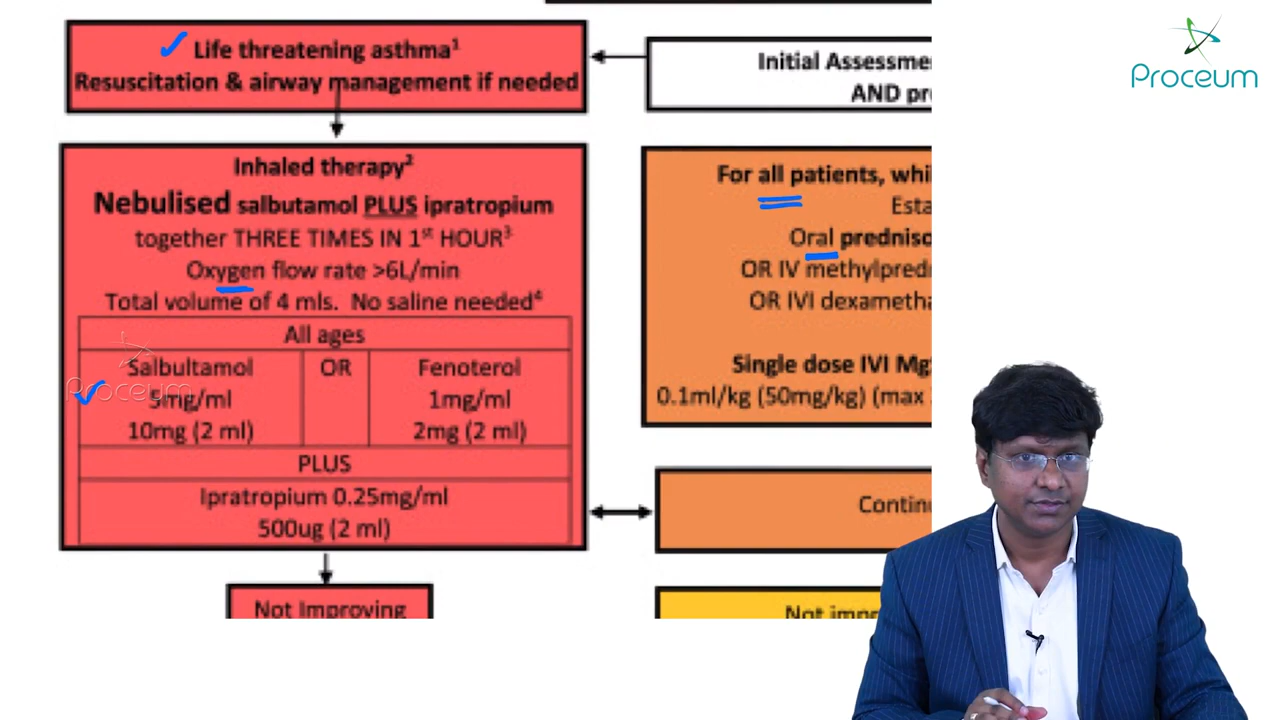 Life threatening asthma¹
Resuscitation & airway management if needed
Initial Assessme
AND pr
Proceum
Inhaled therapy²
Nebulised salbutamol PLUS ipratropium
together THREE TIMES IN 1st HOUR³
Oxygen flow rate >6L/min
Total volume of 4 mls. No saline needed⁴
All ages
Salbultamol OR Fenoterol
5mg/ml 1mg/ml
10mg (2 ml) 2mg (2 ml)
PLUS
Ipratropium 0.25mg/ml
500ug (2 ml)
Not Improving
For all patients, whi
Esta
Oral predniso
OR IV methylpred
OR IVI dexametha
Single dose IVI Mg
0.1ml/kg (50mg/kg) (max
Contin
Not impr
Proceum